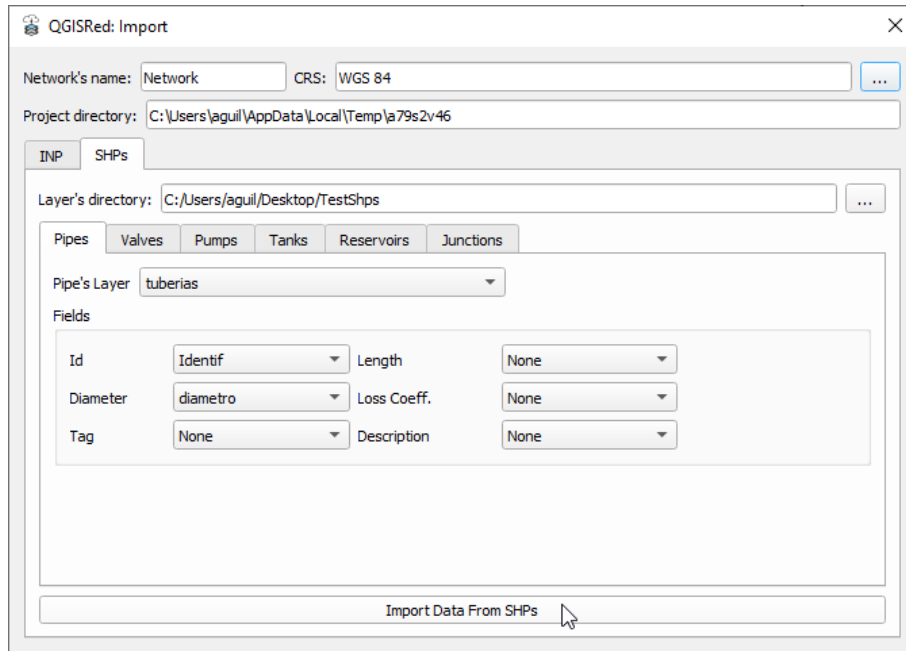 QGISRed: Import
Network's name: Network CRS: WGS 84 ...
Project directory: C:\Users\aguil\AppData\Local\Temp\a79s2v46
INP SHPs
Layer's directory: C:/Users/aguil/Desktop/TestShps ...
Pipes Valves Pumps Tanks Reservoirs Junctions
Pipe's Layer tuberias
Fields
Id Identif Length None
Diameter diametro Loss Coeff. None
Tag None Description None
Import Data From SHPs